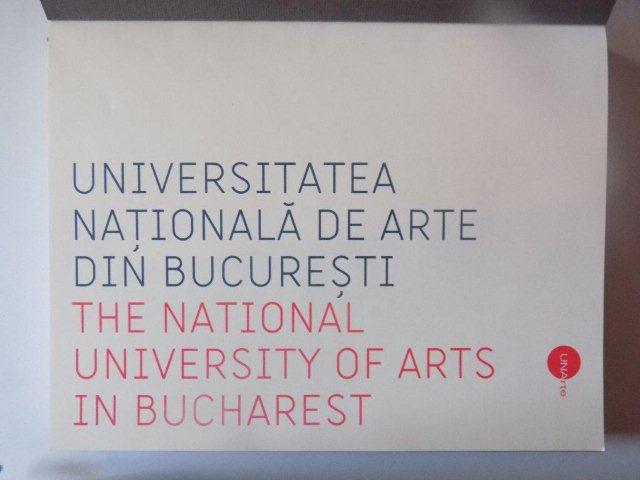 UNIVERSITATEA
NAȚIONALĂ DE ARTE
DIN BUCUREȘTI
THE NATIONAL
UNIVERSITY OF ARTS
IN BUCHAREST
UNArte